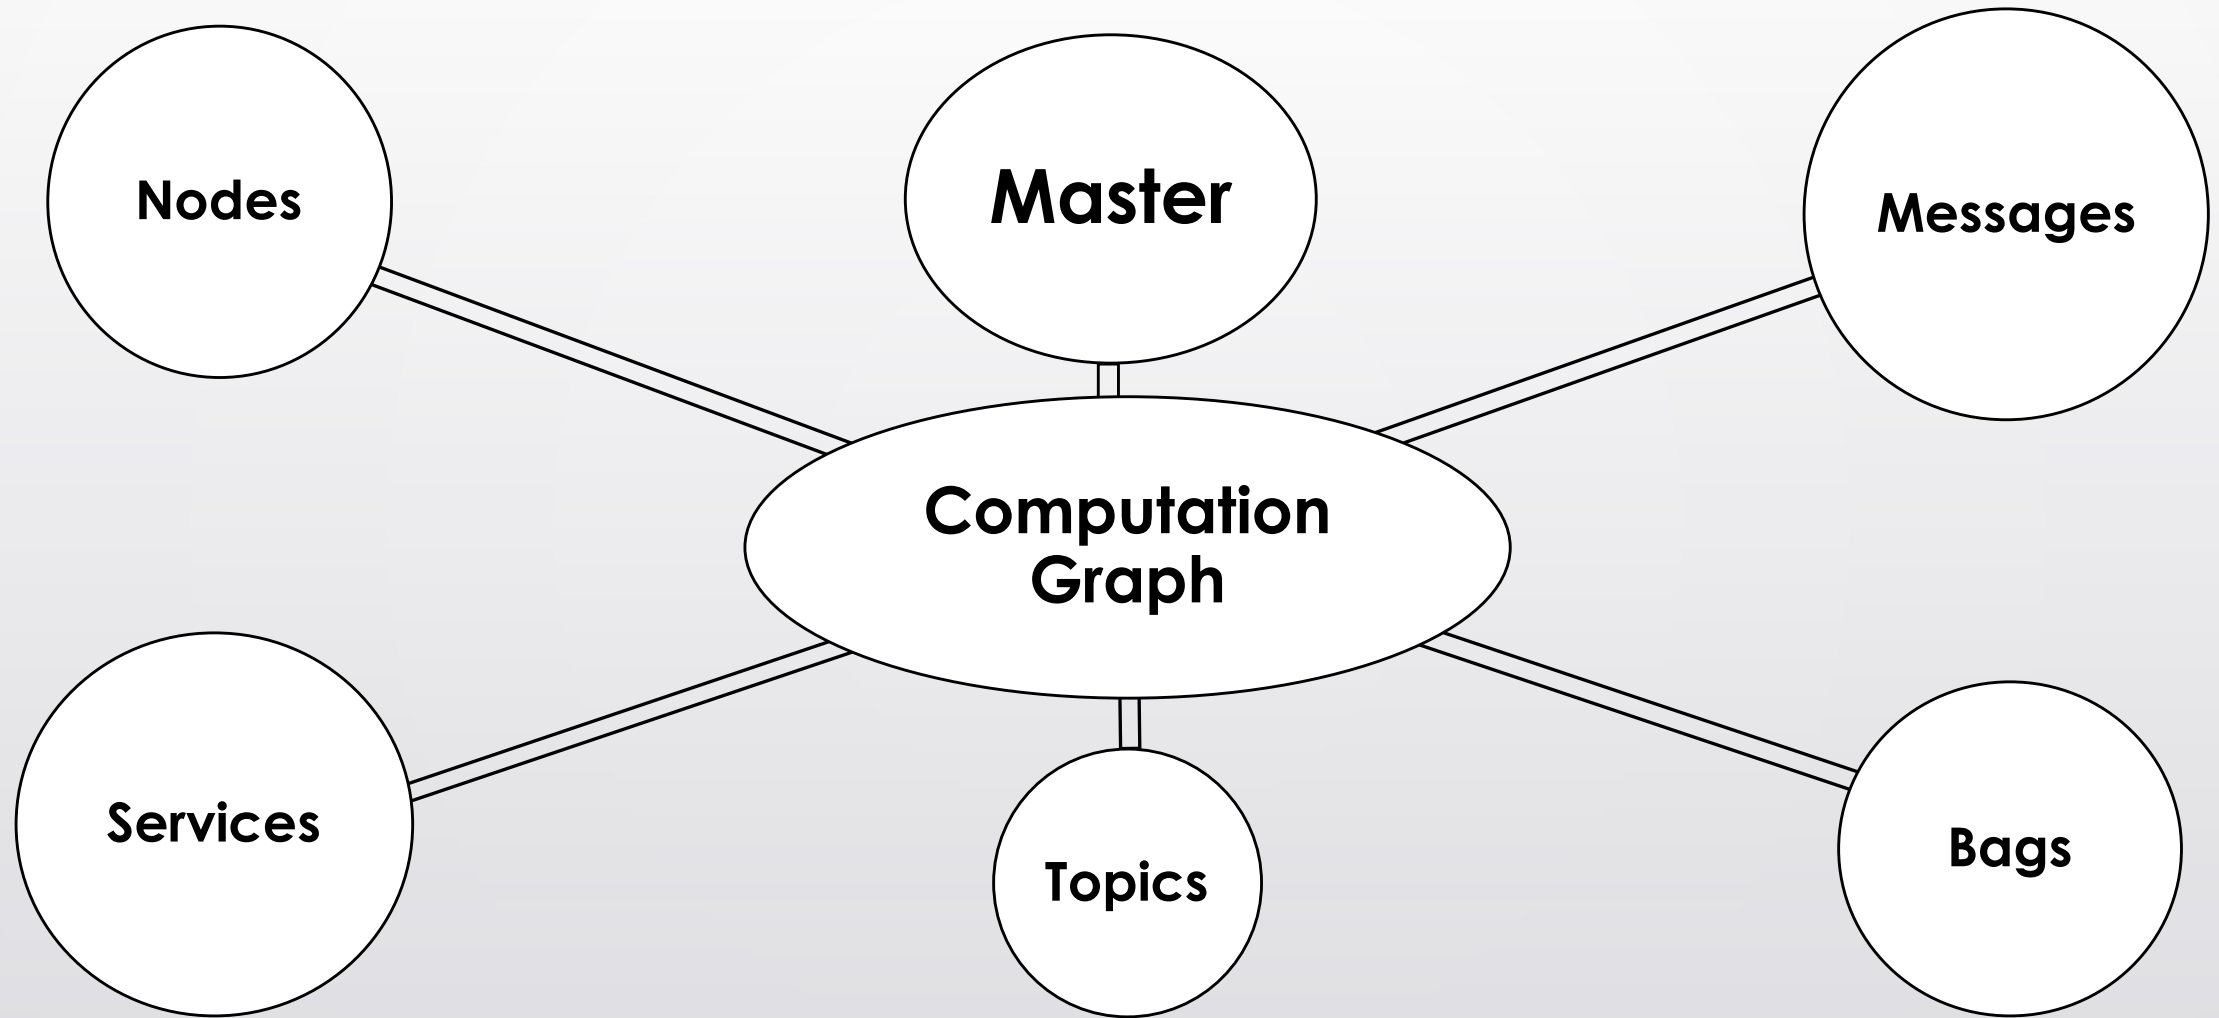 Nodes
Master
Messages
Computation
Graph
Services
Topics
Bags